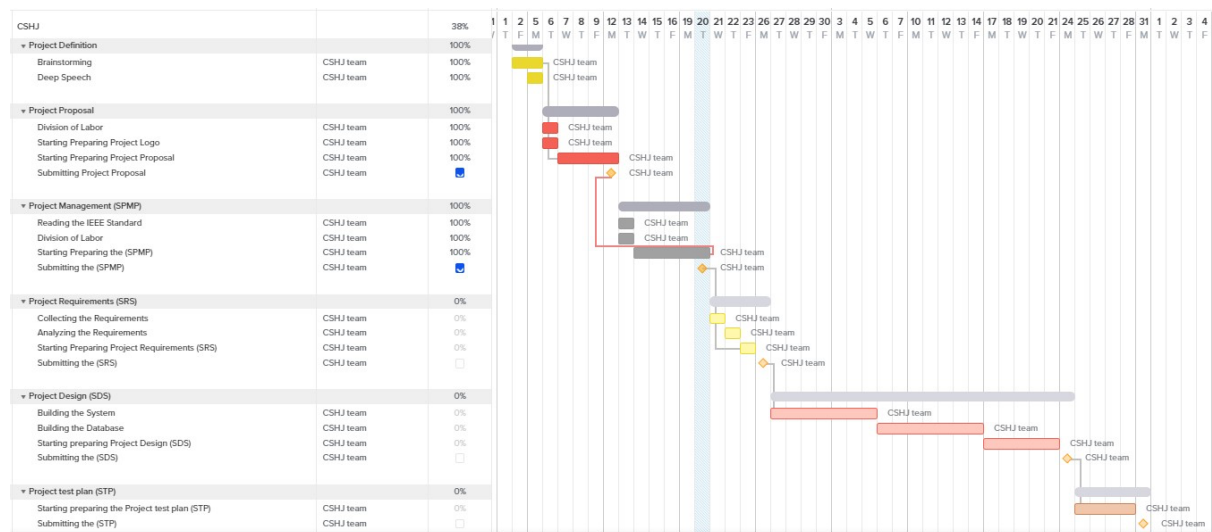 CSHJ 38% 1 1 2 5 6 7 8 9 12 13 14 15 16 19 20 21 22 23 26 27 28 29 30 3 4 5 6 7 10 11 12 13 14 17 18 19 20 21 24 25 26 27 28 31 1 2 3 4
T F M T W T F M T W T F M T W T F M T W T F M T W T F M T W T F M T W T F M T W T F M T W T F
Project Definition 100%
Brainstorming CSHJ team 100% CSHJ team
Deep Speech CSHJ team 100% CSHJ team
Project Proposal 100%
Division of Labor CSHJ team 100% CSHJ team
Starting Preparing Project Logo CSHJ team 100% CSHJ team
Starting Preparing Project Proposal CSHJ team 100% CSHJ team
Submitting Project Proposal CSHJ team CSHJ team
Project Management (SPMP) 100%
Reading the IEEE Standard CSHJ team 100% CSHJ team
Division of Labor CSHJ team 100% CSHJ team
Starting Preparing the (SPMP) CSHJ team 100% CSHJ team
Submitting the (SPMP) CSHJ team CSHJ team
Project Requirements (SRS) 0%
Collecting the Requirements CSHJ team 0% CSHJ team
Analyzing the Requirements CSHJ team 0% CSHJ team
Starting Preparing Project Requirements (SRS) CSHJ team 0% CSHJ team
Submitting the (SRS) CSHJ team CSHJ team
Project Design (SDS) 0%
Building the System CSHJ team 0% CSHJ team
Building the Database CSHJ team 0% CSHJ team
Starting preparing Project Design (SDS) CSHJ team 0% CSHJ team
Submitting the (SDS) CSHJ team CSHJ team
Project test plan (STP) 0%
Starting preparing the Project test plan (STP) CSHJ team 0% CSHJ team
Submitting the (STP) CSHJ team CSHJ team